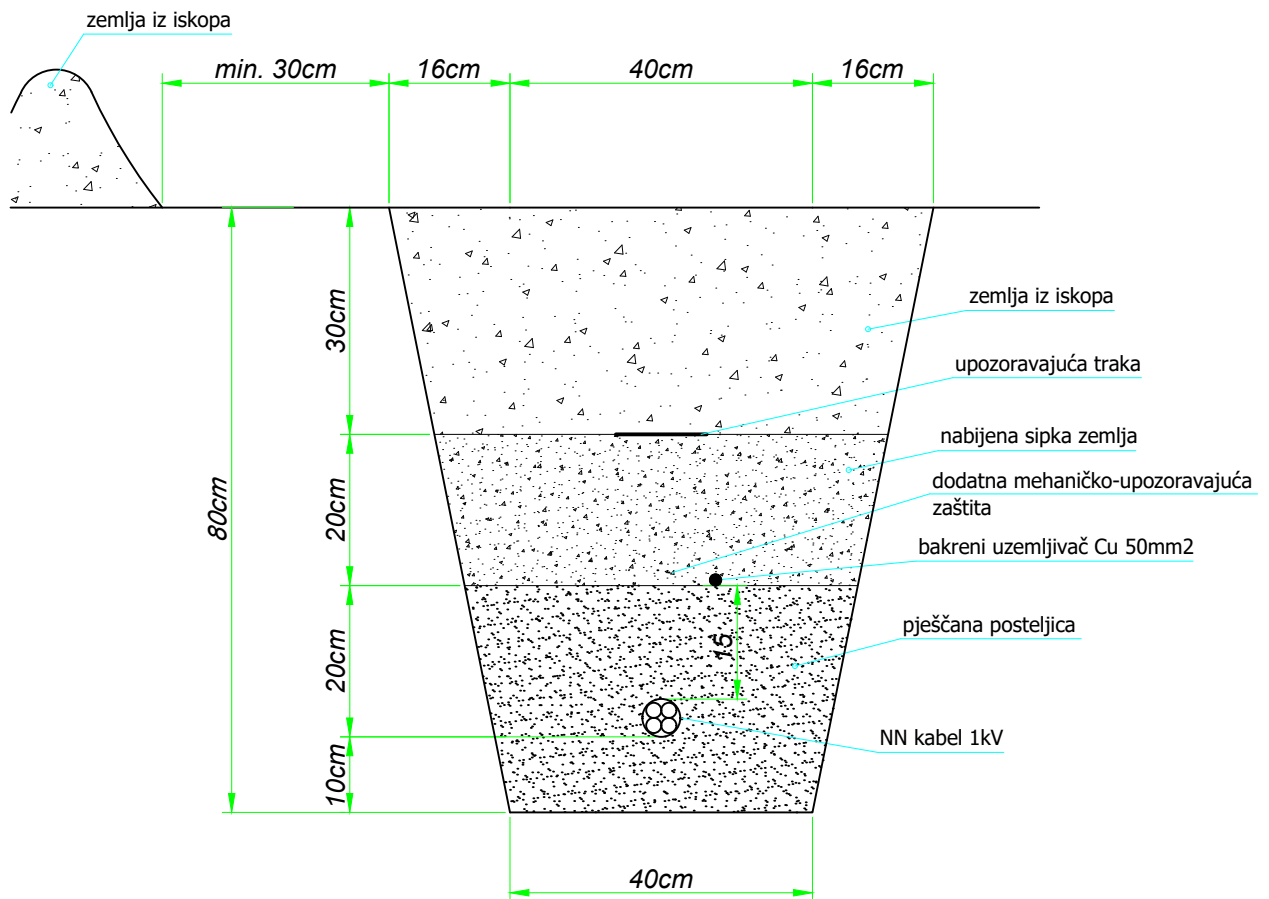 zemlja iz iskopa
min. 30cm
16cm
40cm
16cm
30cm
80cm
20cm
20cm
10cm
15
zemlja iz iskopa
upozoravajuća traka
nabijena sipka zemlja
dodatna mehaničko-upozoravajuća
zaštita
bakreni uzemljivač Cu 50mm2
pješčana posteljica
NN kabel 1kV
40cm